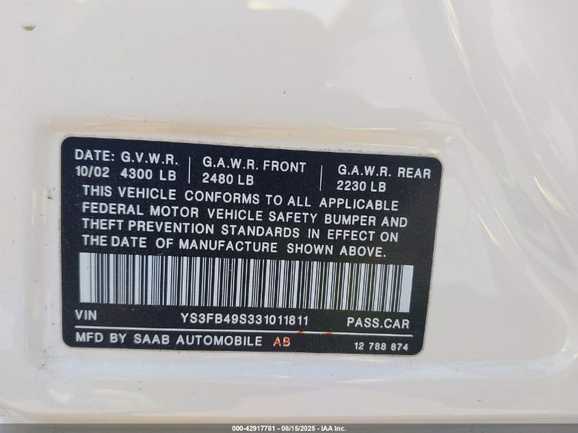 DATE: G.V.W.R. G.A.W.R. FRONT G.A.W.R. REAR
10/02 4300 LB 2480 LB 2230 LB
THIS VEHICLE CONFORMS TO ALL APPLICABLE
FEDERAL MOTOR VEHICLE SAFETY BUMPER AND
THEFT PREVENTION STANDARDS IN EFFECT ON
THE DATE OF MANUFACTURE SHOWN ABOVE.
VIN YS3FB49S331011811 PASS.CAR
MFD BY SAAB AUTOMOBILE AB 12 788 874
000-42917781 - 08/15/2025 - IAA Inc.